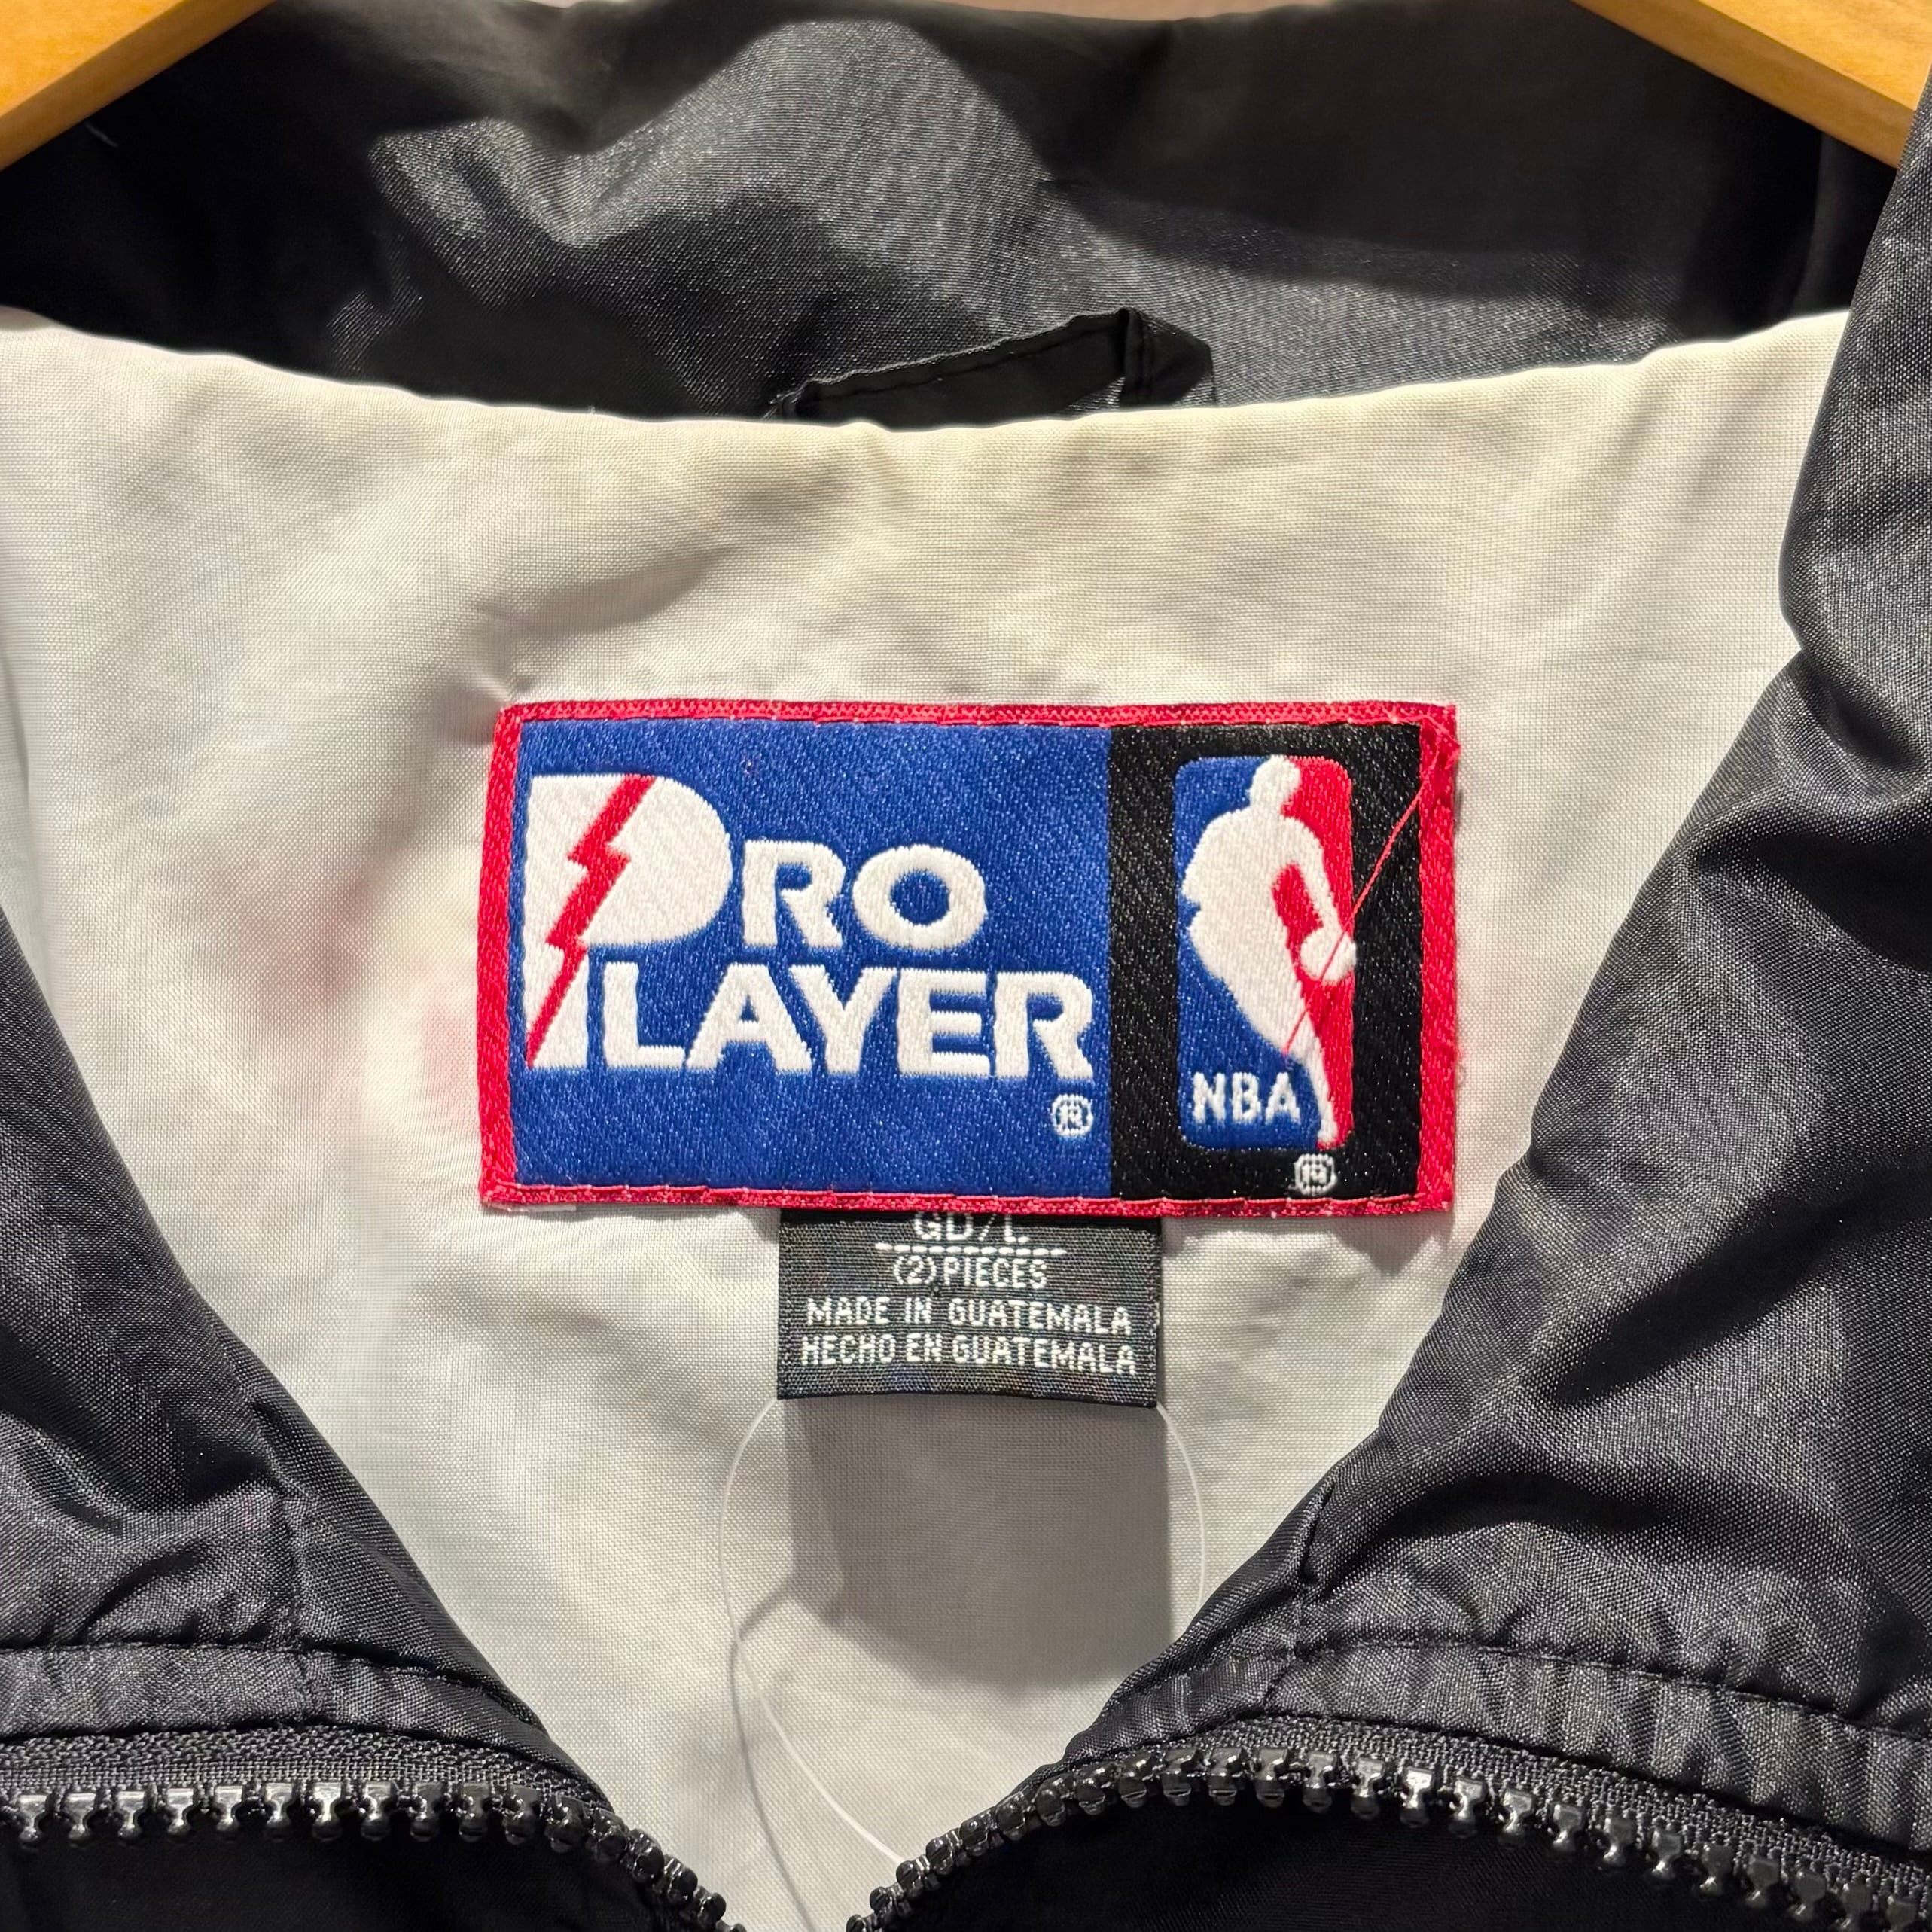 PRO
PLAYER
®
NBA
®
GD/L
(2) PIECES
MADE IN GUATEMALA
HECHO EN GUATEMALA